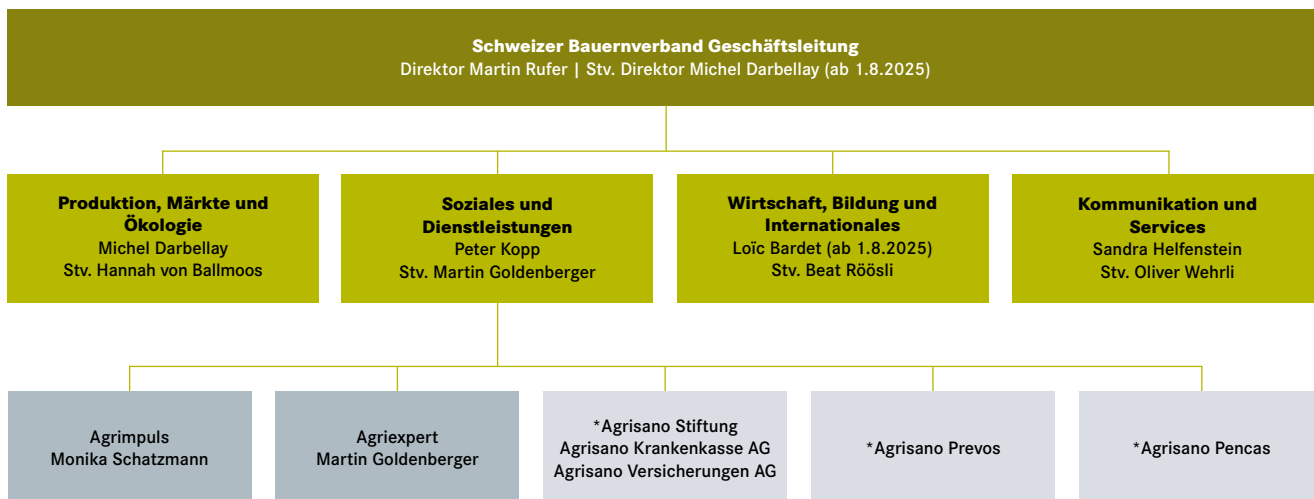 Schweizer Bauernverband Geschäftsleitung
Direktor Martin Rufer | Stv. Direktor Michel Darbellay (ab 1.8.2025)
Produktion, Märkte und
Ökologie
Michel Darbellay
Stv. Hannah von Ballmoos
Soziales und
Dienstleistungen
Peter Kopp
Stv. Martin Goldenberger
Wirtschaft, Bildung und
Internationales
Loïc Bardet (ab 1.8.2025)
Stv. Beat Röösli
Kommunikation und
Services
Sandra Helfenstein
Stv. Oliver Wehrli
Agrimpuls
Monika Schatzmann
Agriexpert
Martin Goldenberger
*Agrisano Stiftung
Agrisano Krankenkasse AG
Agrisano Versicherungen AG
*Agrisano Prevos
*Agrisano Pencas